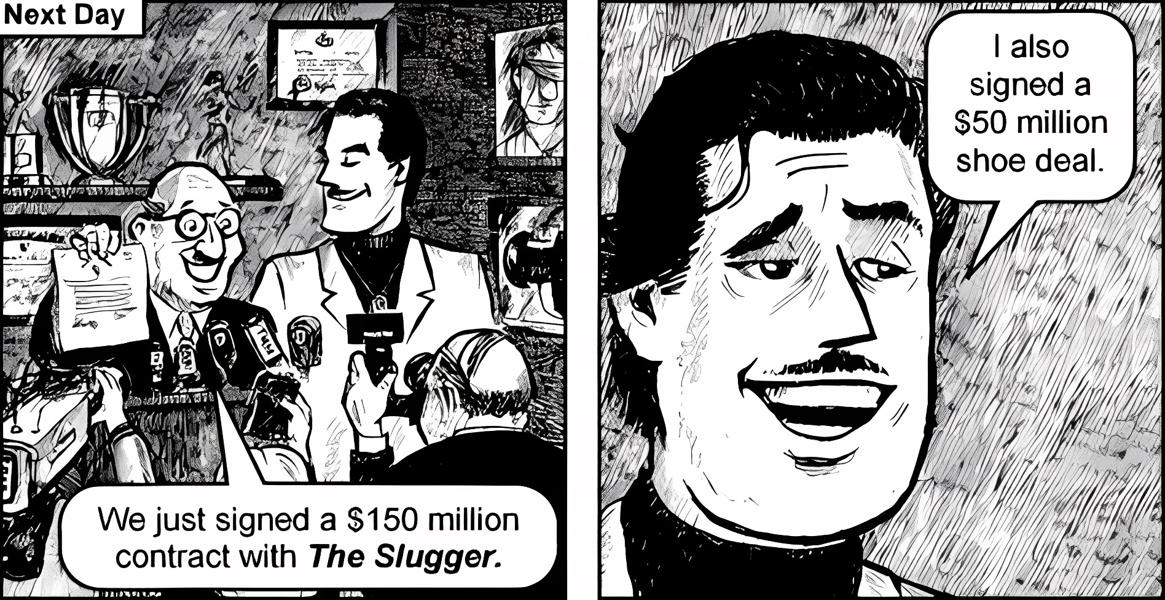 Next Day
We just signed a $150 million
contract with The Slugger.
I also
signed a
$50 million
shoe deal.